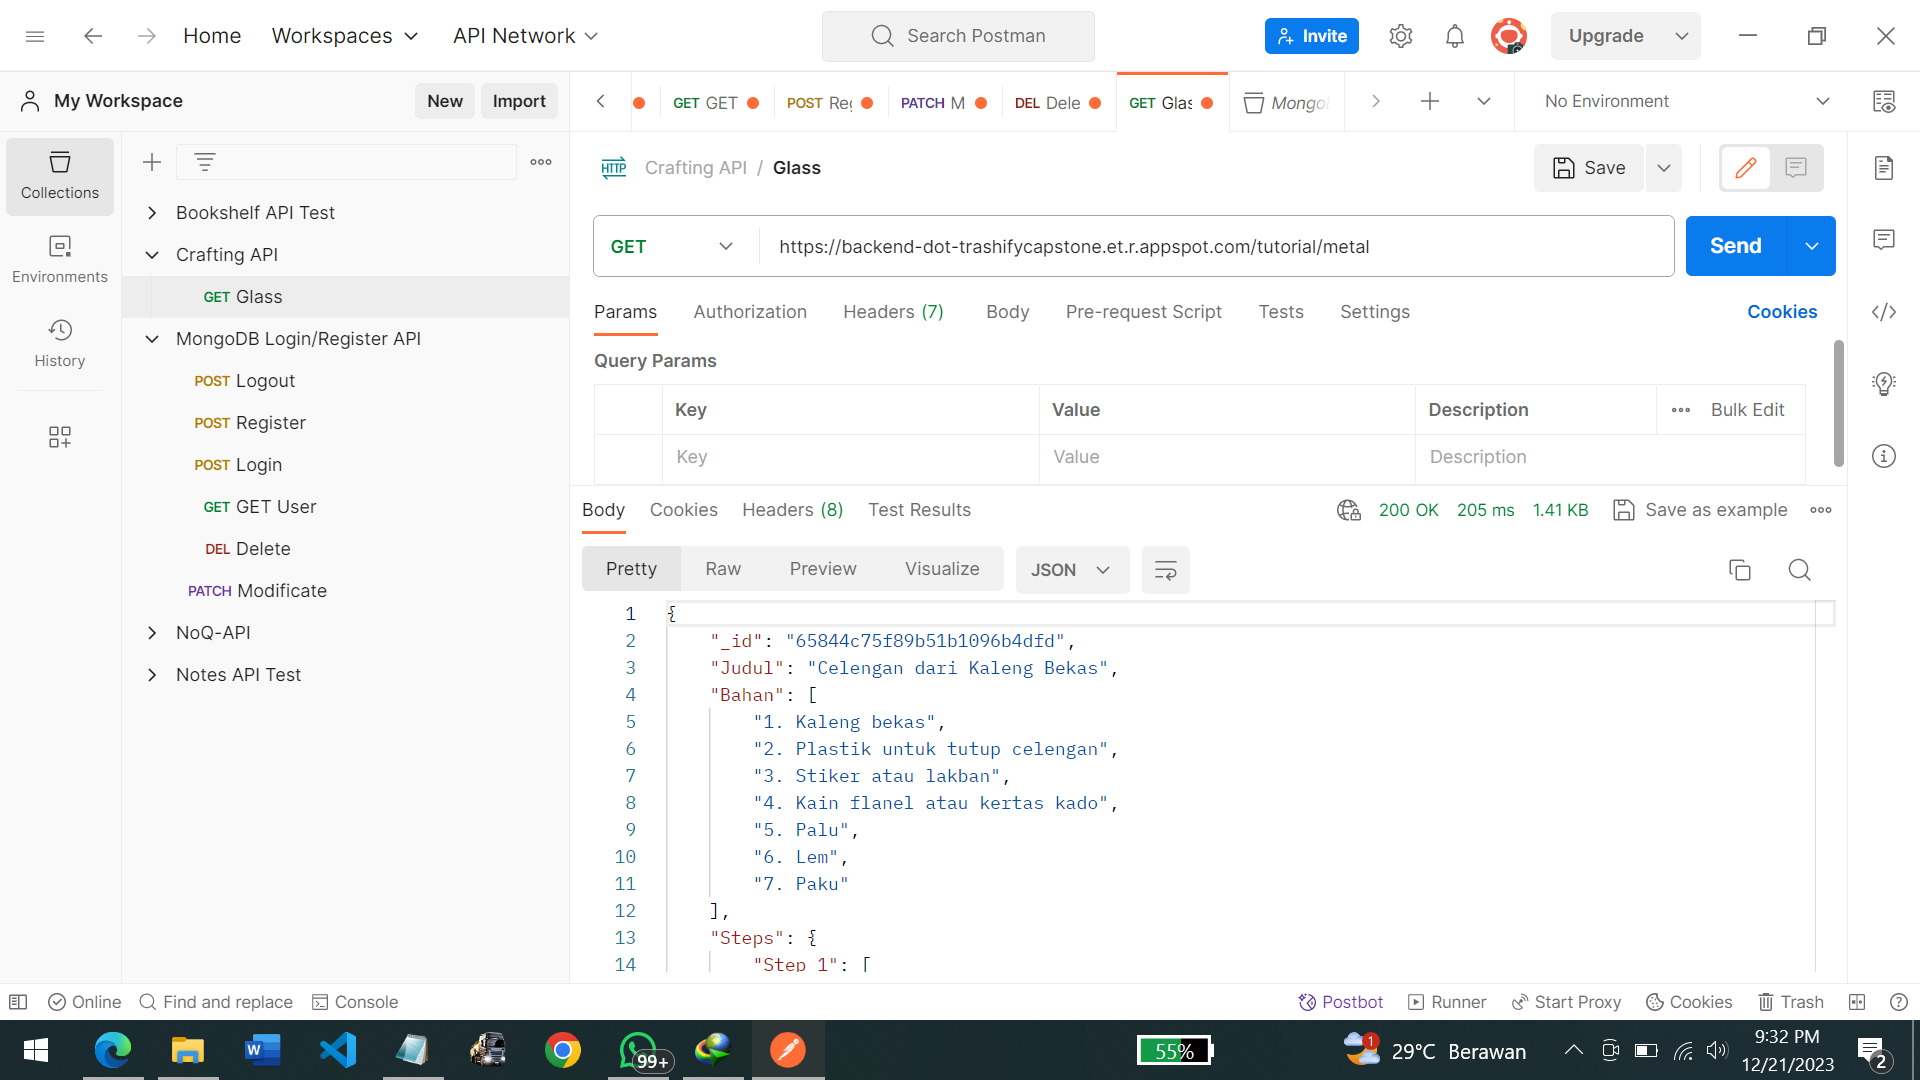 Home Workspaces API Network Search Postman Invite Upgrade
My Workspace New Import
GET GET POST Re PATCH M DEL Dele GET Glas Mongo No Environment
Collections
Environments
History
Bookshelf API Test
Crafting API
GET Glass
MongoDB Login/Register API
POST Logout
POST Register
POST Login
GET GET User
DEL Delete
PATCH Modificate
NoQ-API
Notes API Test
HTTP Crafting API / Glass Save
GET https://backend-dot-trashifycapstone.et.r.appspot.com/tutorial/metal Send
Params Authorization Headers (7) Body Pre-request Script Tests Settings Cookies
Query Params
Key Value Description Bulk Edit
Key Value Description
Body Cookies Headers (8) Test Results 200 OK 205 ms 1.41 KB Save as example
Pretty Raw Preview Visualize JSON
1 {
2 "_id": "65844c75f89b51b1096b4dfd",
3 "Judul": "Celengan dari Kaleng Bekas",
4 "Bahan": [
5 "1. Kaleng bekas",
6 "2. Plastik untuk tutup celengan",
7 "3. Stiker atau lakban",
8 "4. Kain flanel atau kertas kado",
9 "5. Palu",
10 "6. Lem",
11 "7. Paku"
12 ],
13 "Steps": {
14 "Step 1": [
Online Find and replace Console Postbot Runner Start Proxy Cookies Trash
99+ 55% 1 29°C Berawan 9:32 PM
12/21/2023 2